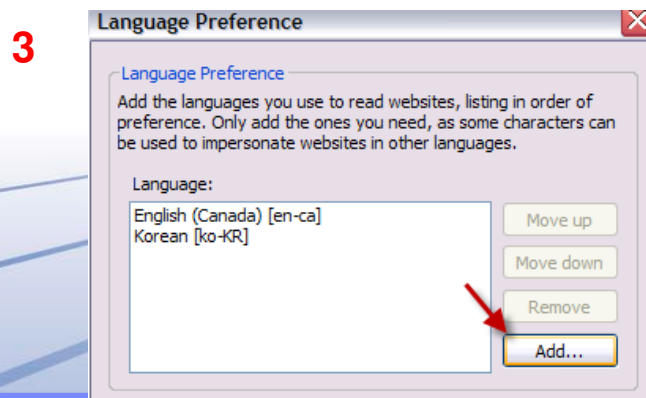 3
Language Preference
Language Preference
Add the languages you use to read websites, listing in order of
preference. Only add the ones you need, as some characters can
be used to impersonate websites in other languages.
Language:
English (Canada) [en-ca]
Korean [ko-KR]
Move up
Move down
Remove
Add...